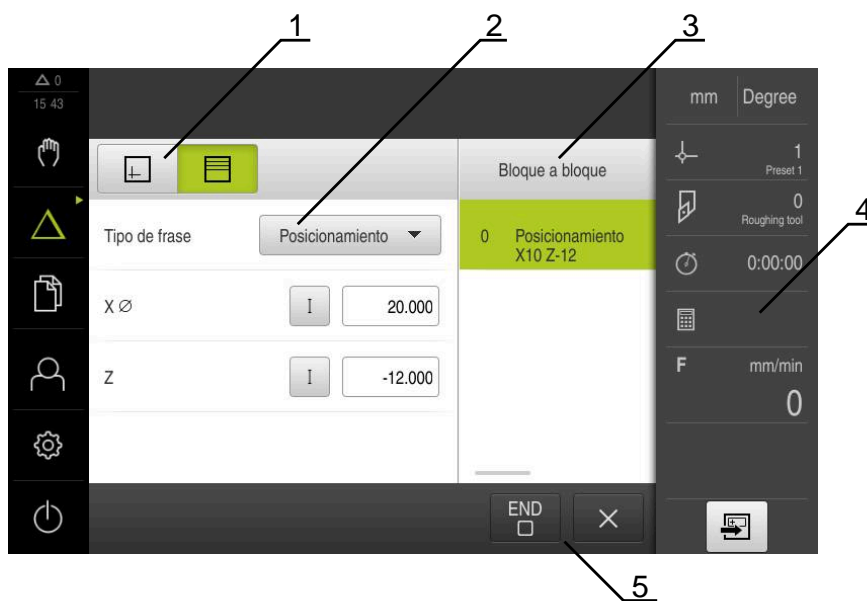 1 2 3
0
15 43
mm Degree
1
Preset 1
Bloque a bloque
0
Roughing tool
4
Tipo de frase Posicionamiento
0 Posicionamiento
X10 Z-12
0:00:00
X Ø I 20.000
Z I -12.000
F mm/min
0
END
5